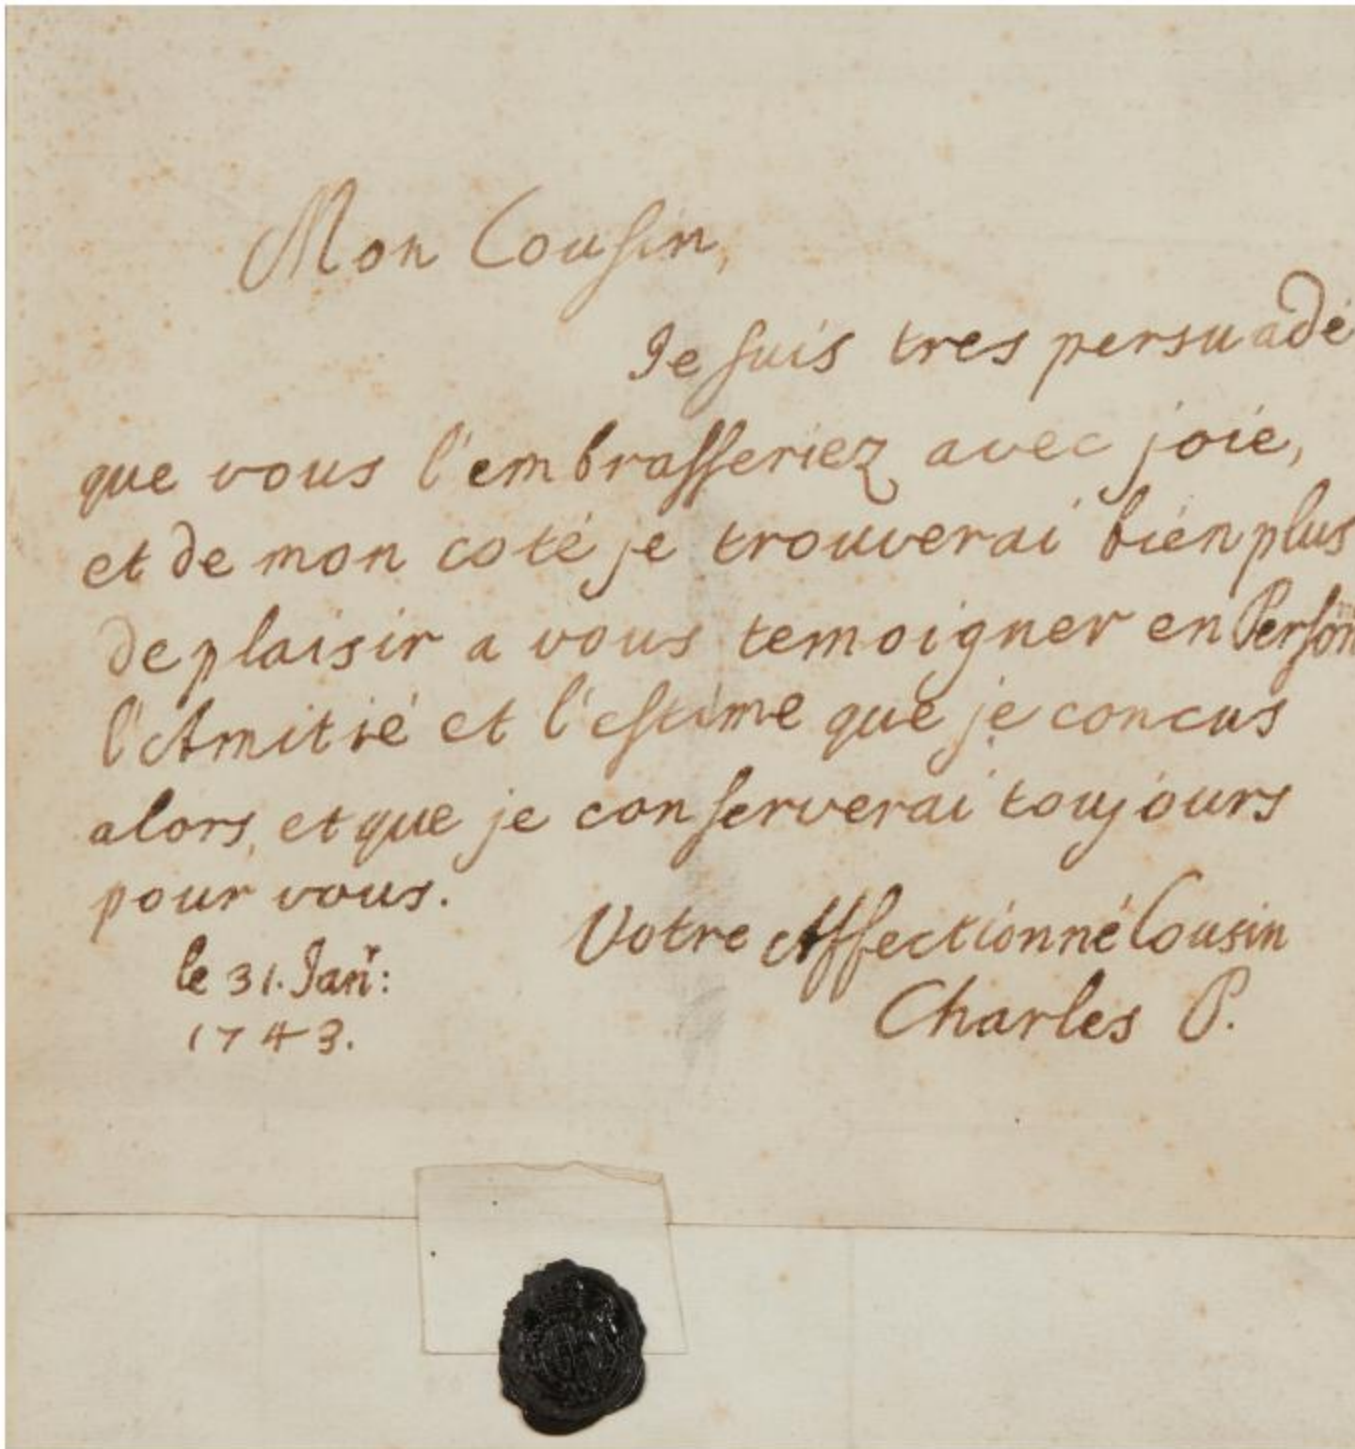 Mon Cousin,
Je suis tres persuadé
que vous l'embrasseriez avec joie,
et de mon coté je trouverai bien plus
de plaisir a vous temoigner en Person
l'Amitié et l'estime que je concus
alors, et que je conserverai toujours
pour vous.
Votre Affectionné Cousin
le 31. Janr:
Charles P.
1743.